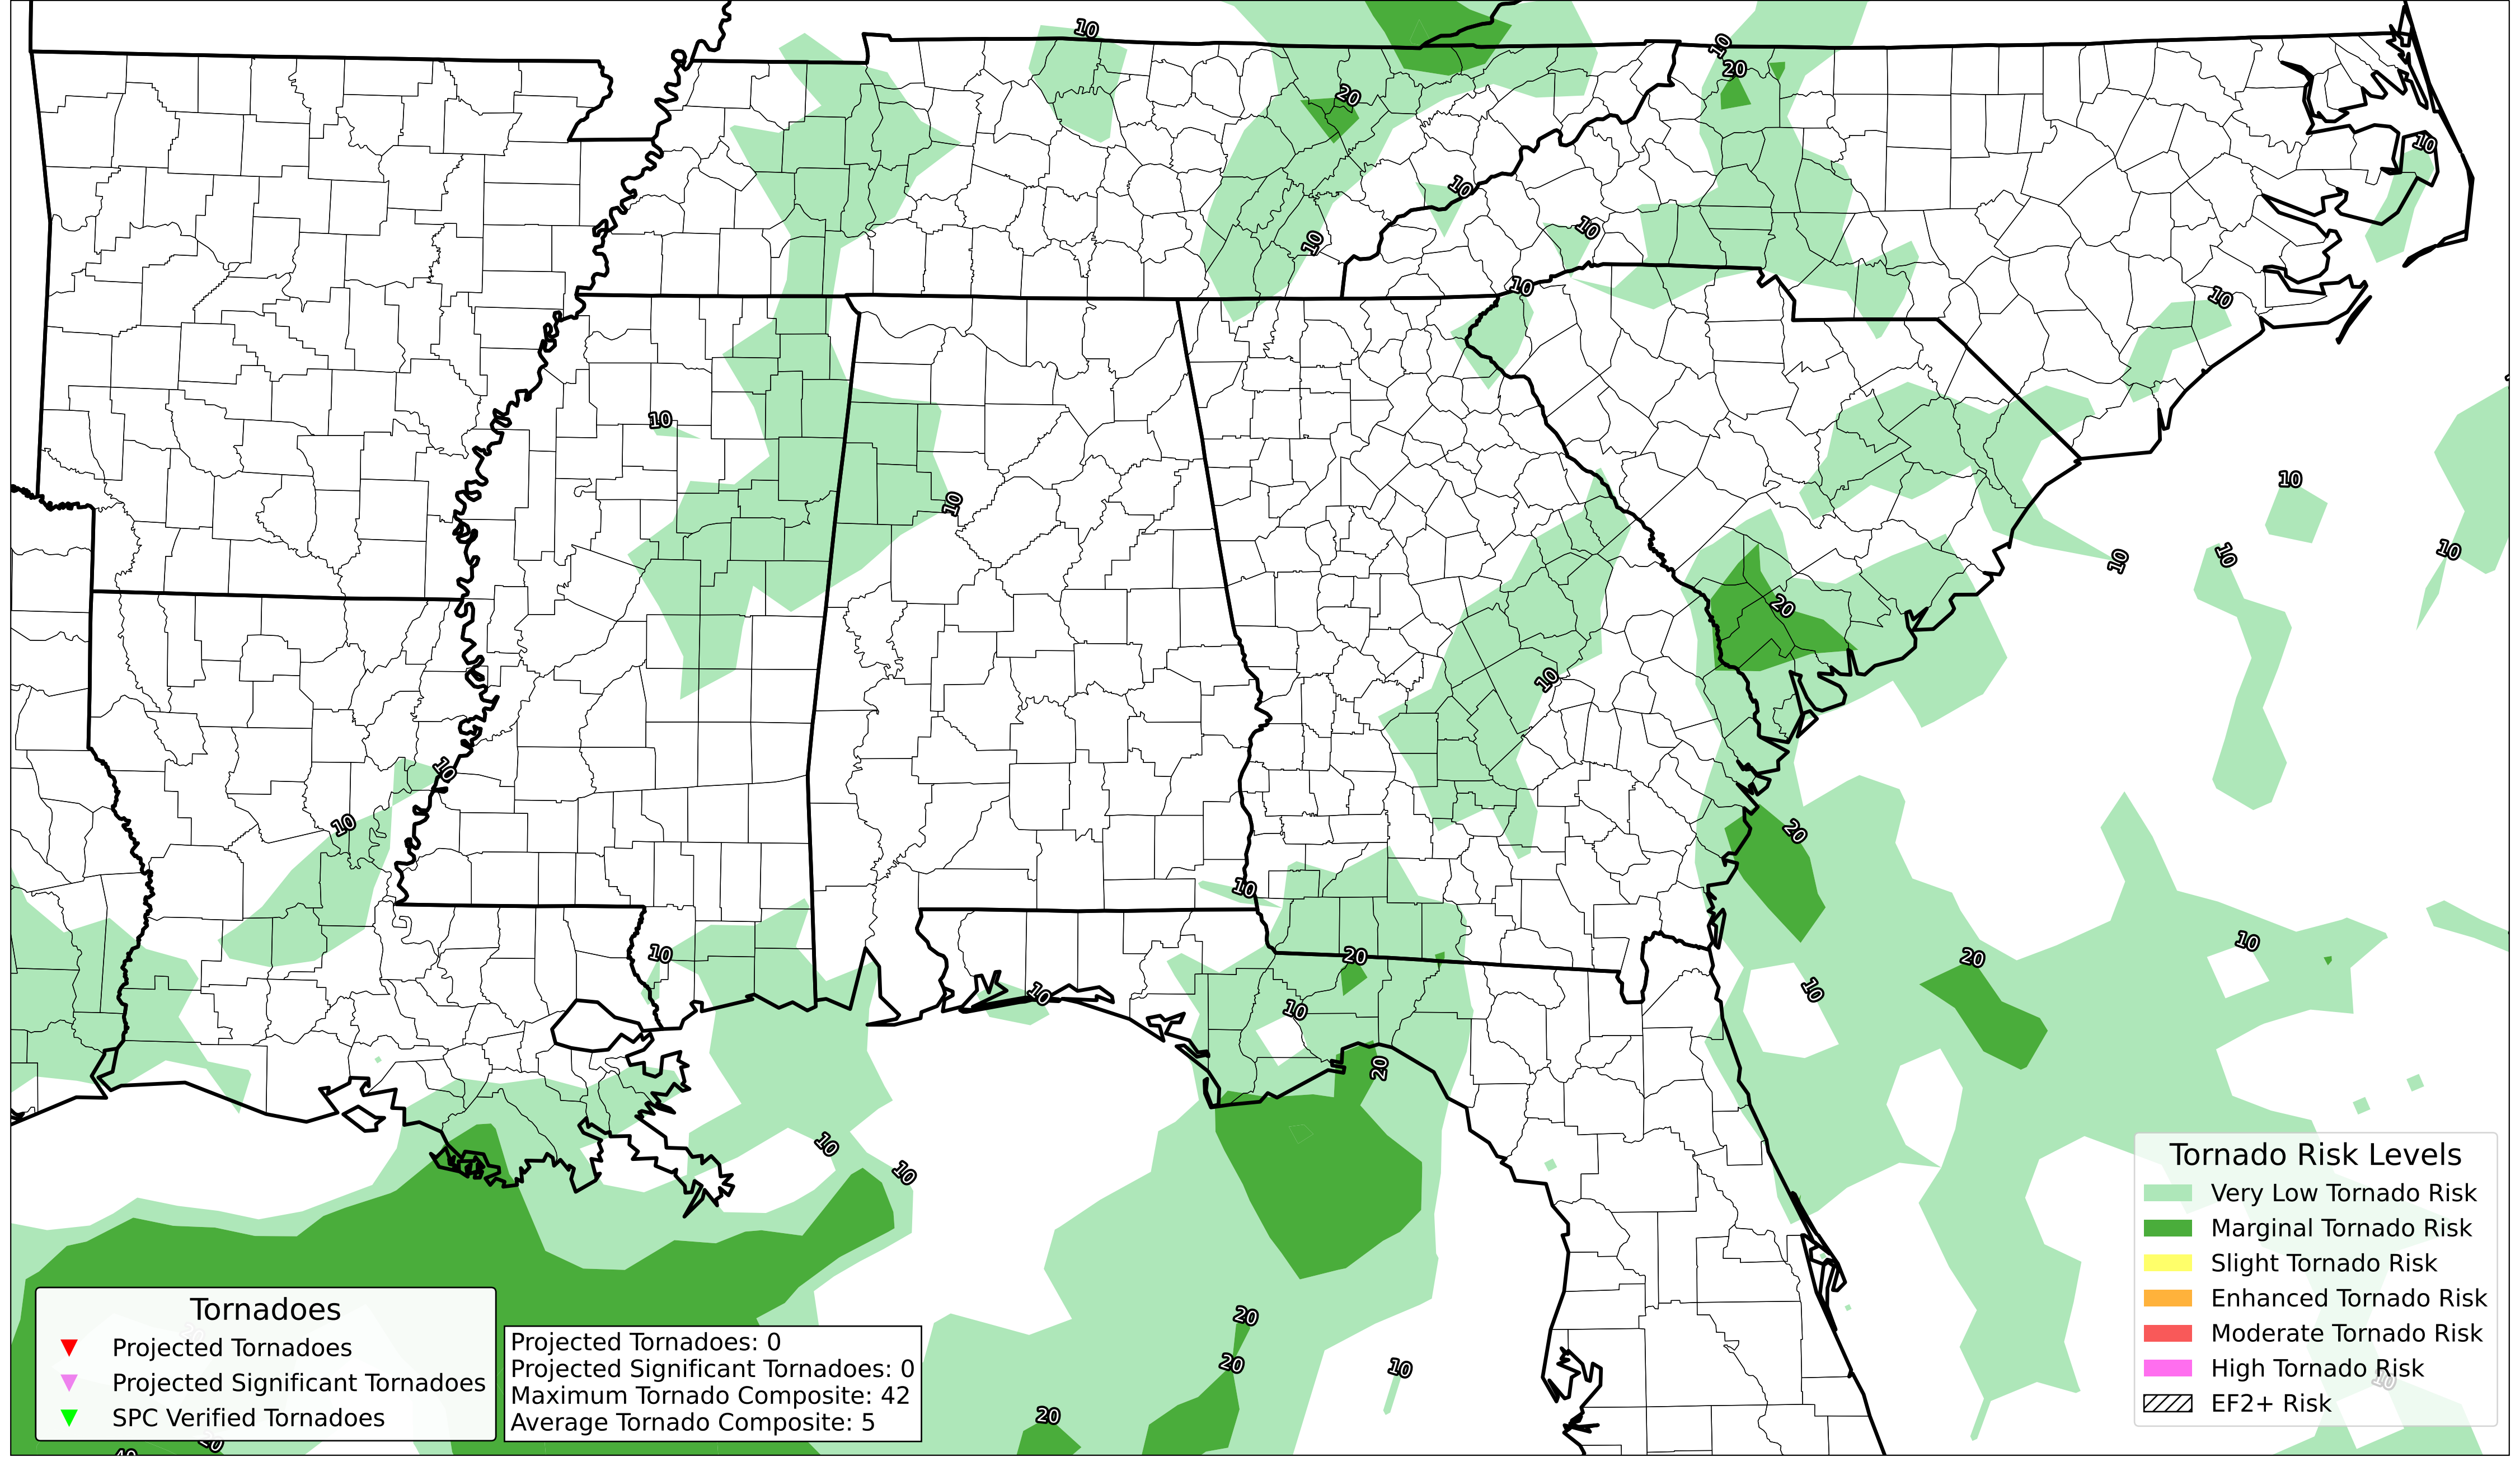 10
10
20
20
10
10
10
10
10
10
10
10
10
10
10
10
10
20
10
10
10
20
10
10
20
20
10
10
10
10
20
10
10
20
20
10
20
10
Tornado Risk Levels
Very Low Tornado Risk
Marginal Tornado Risk
Slight Tornado Risk
Enhanced Tornado Risk
Moderate Tornado Risk
High Tornado Risk
EF2+ Risk
Tornadoes
Projected Tornadoes
Projected Significant Tornadoes
SPC Verified Tornadoes
Projected Tornadoes: 0
Projected Significant Tornadoes: 0
Maximum Tornado Composite: 42
Average Tornado Composite: 5